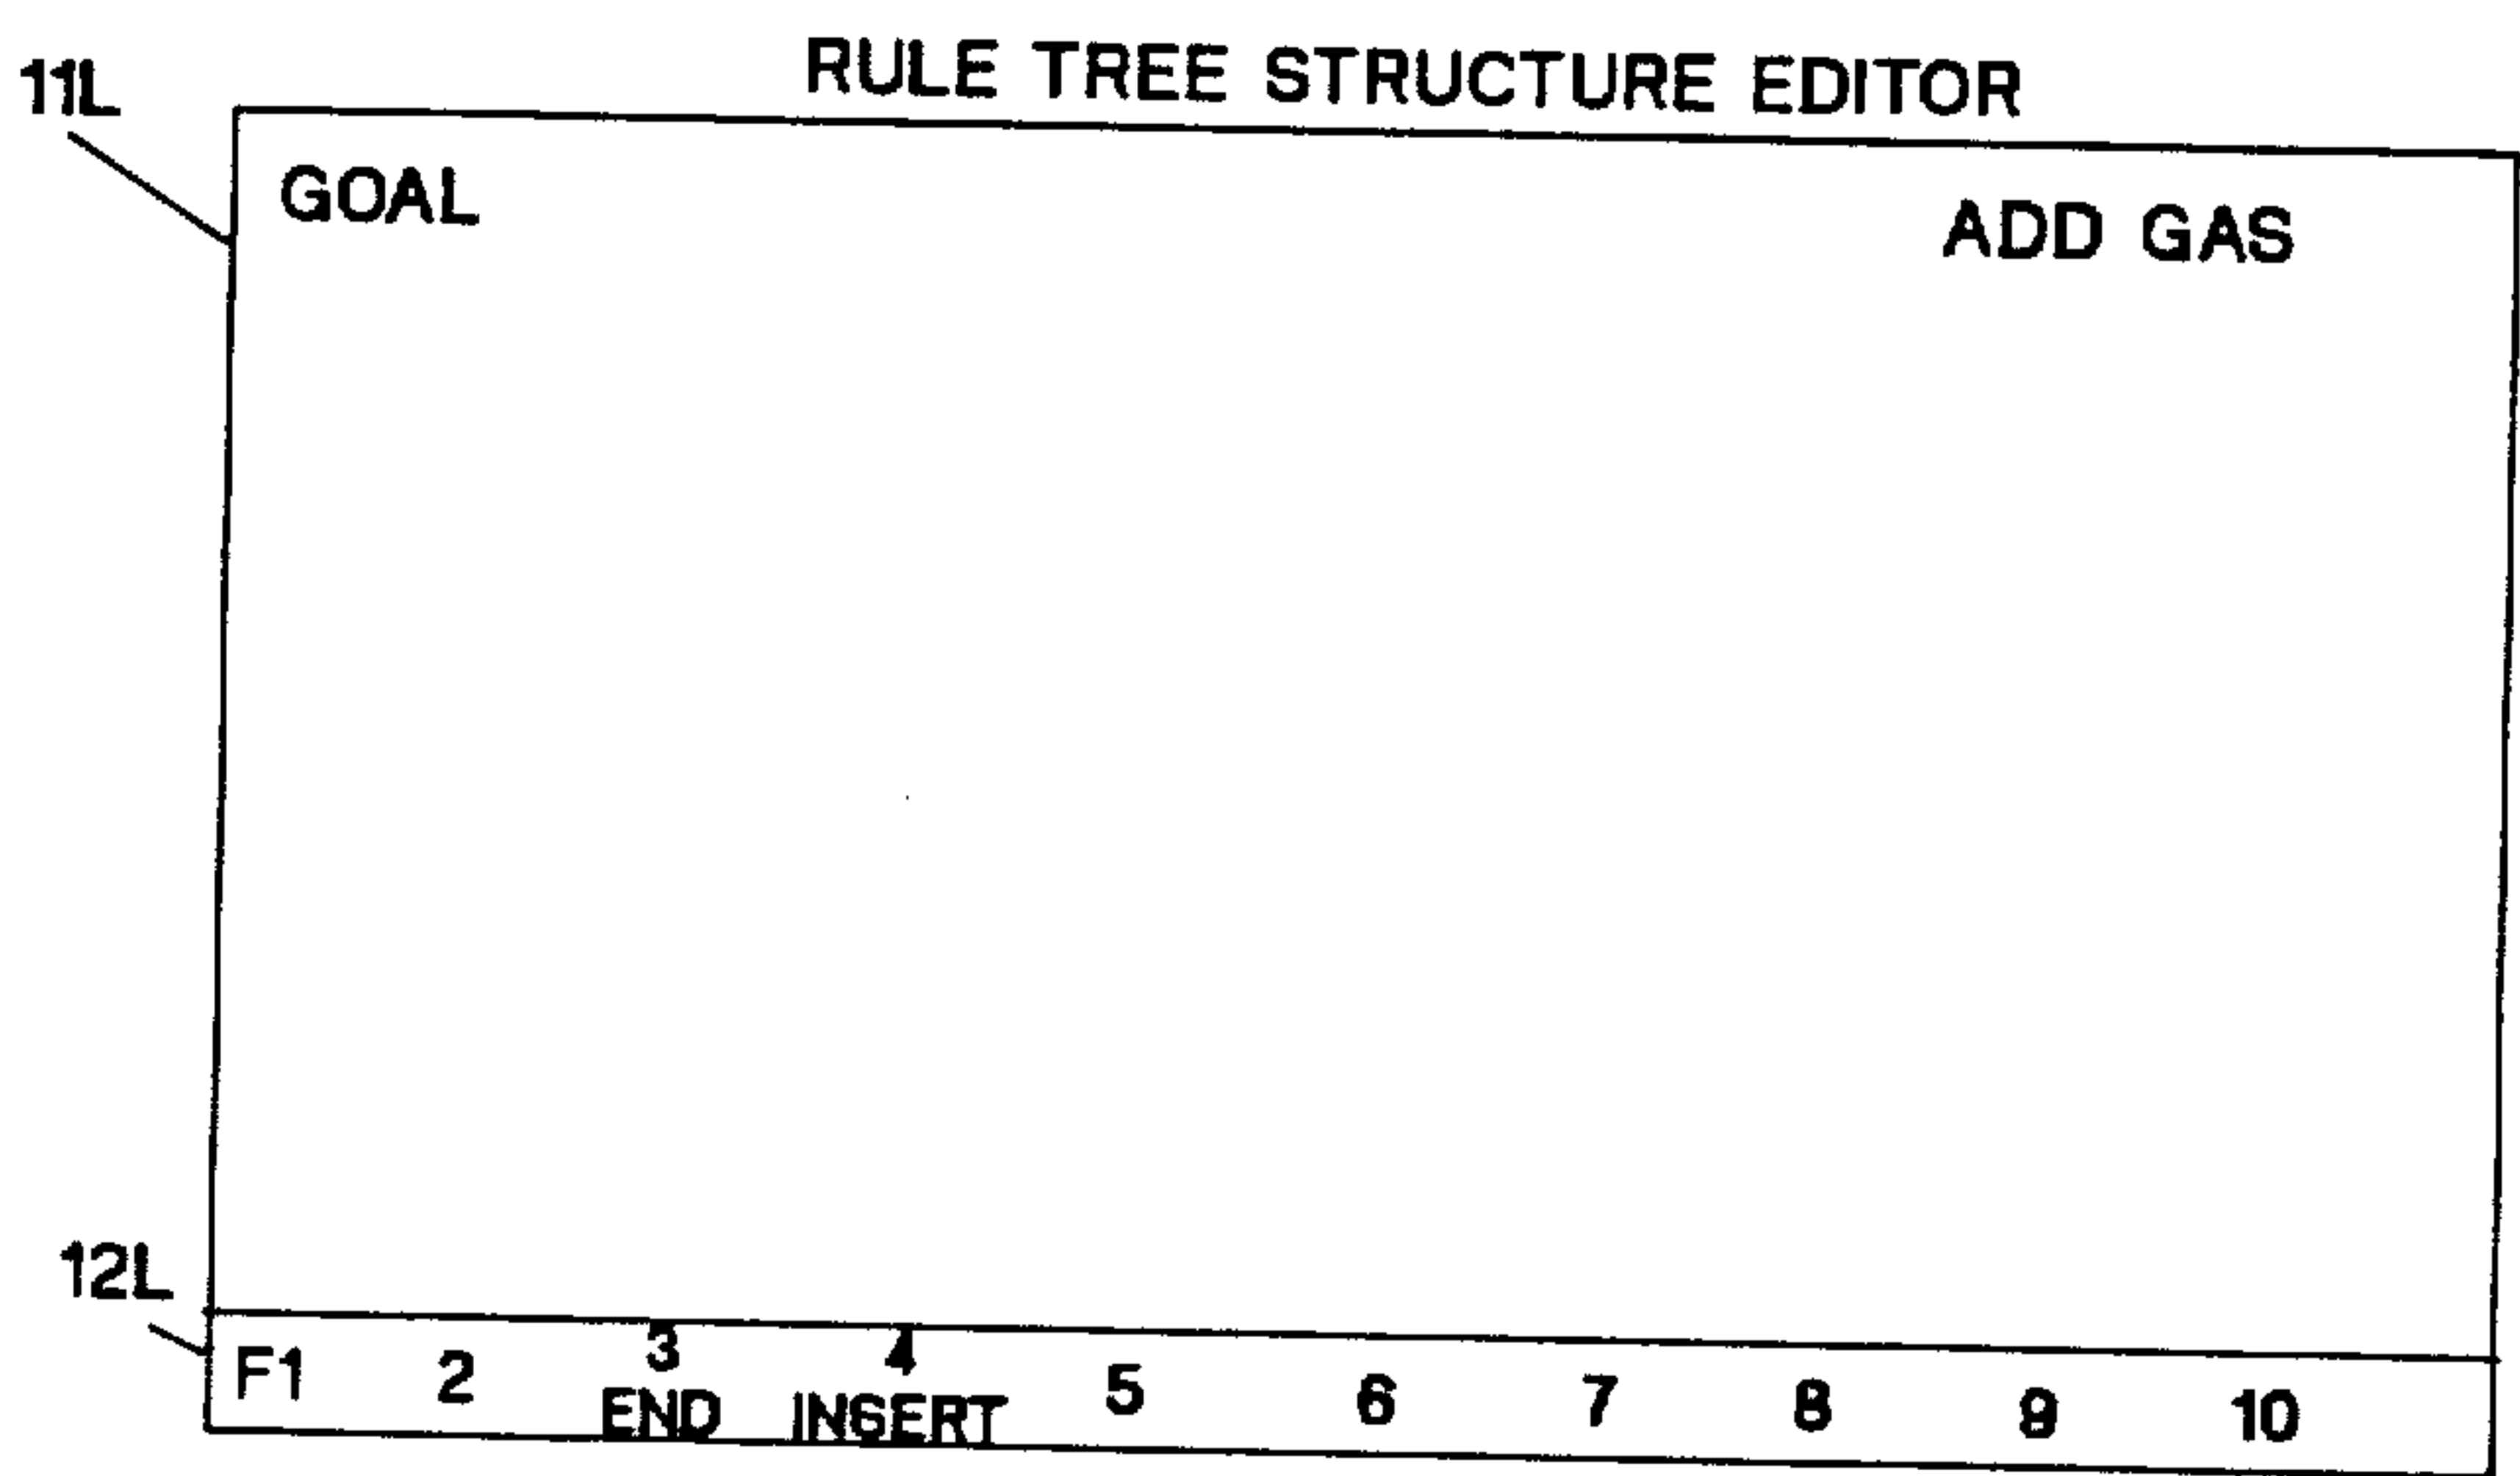 RULE TREE STRUCTURE EDITOR
11L
GOAL ADD GAS
12L
F1 2 3 4 5 6 7 8 9 10
END INSERT